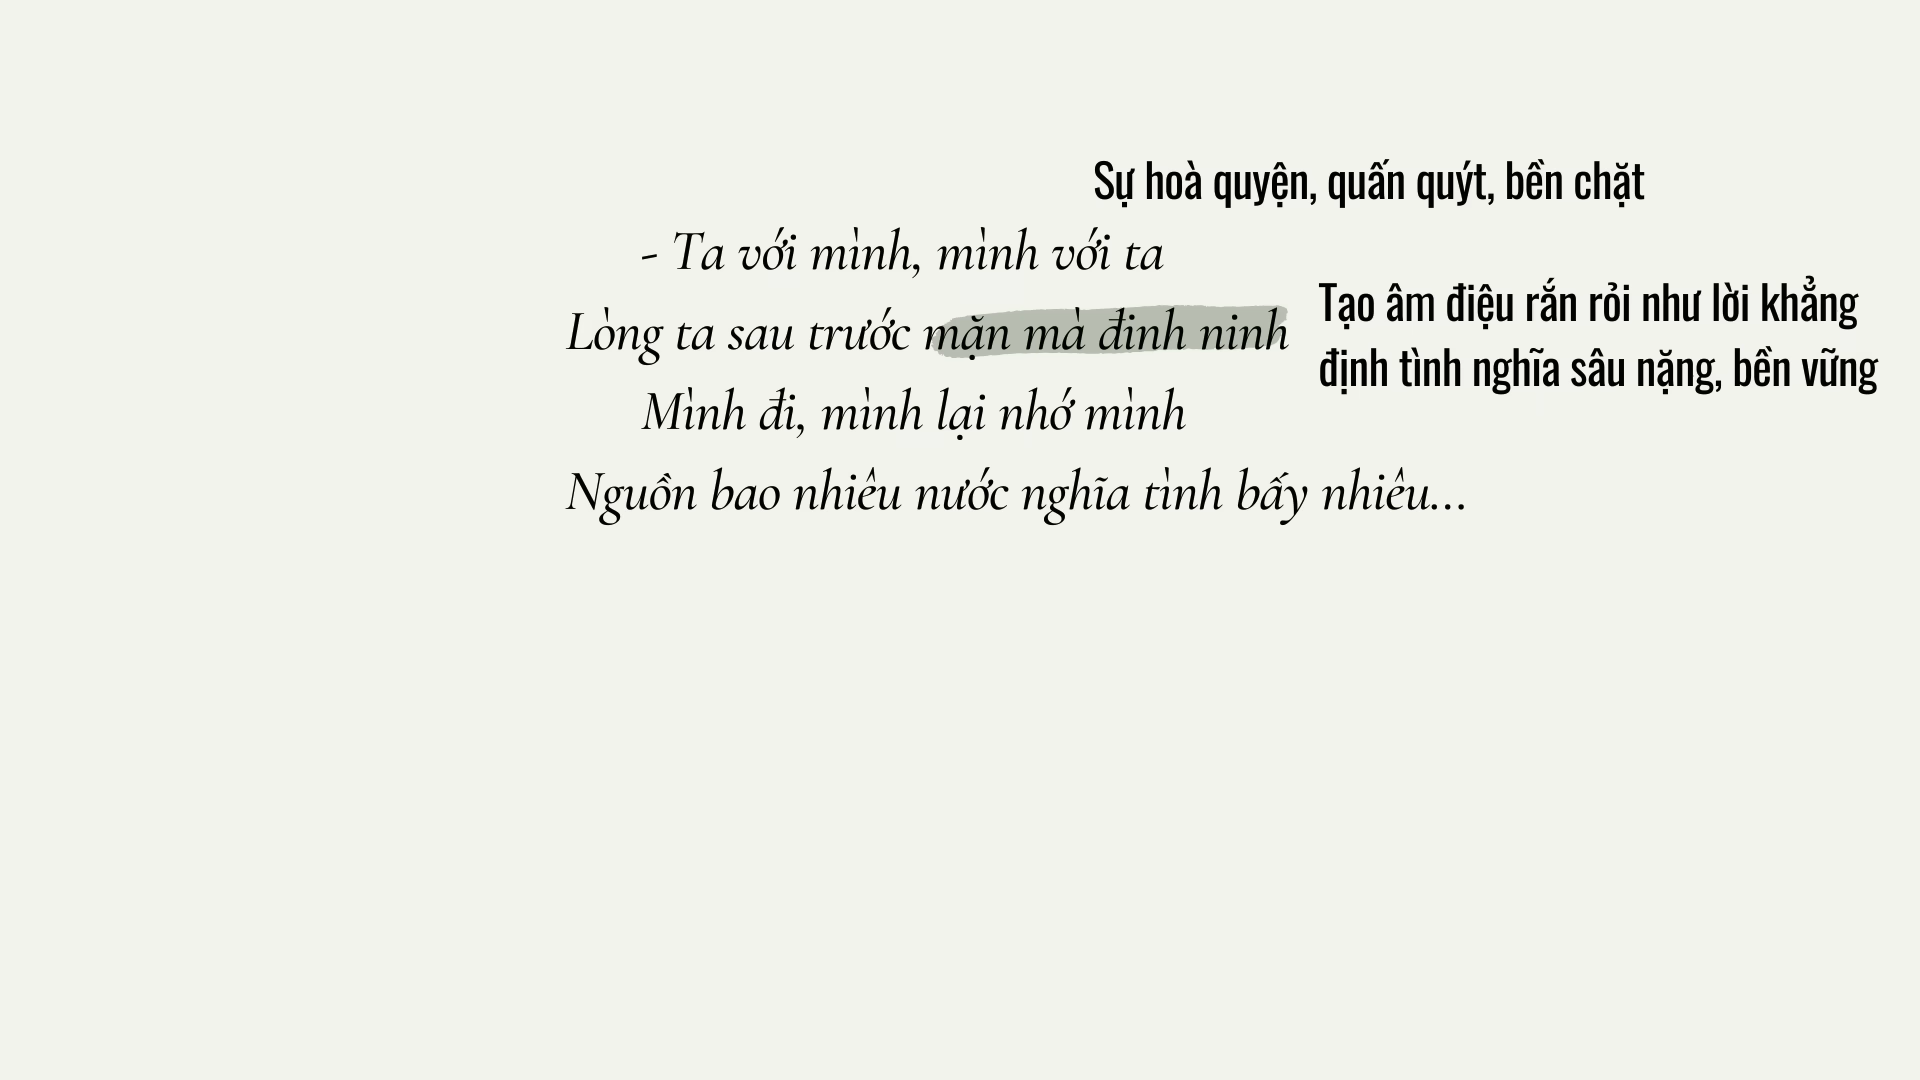 Sự hoà quyện, quấn quýt, bền chặt
- Ta với mình, mình với ta
Lòng ta sau trước mặn mà đinh ninh
Tạo âm điệu rắn rỏi như lời khẳng
định tình nghĩa sâu nặng, bền vững
Mình đi, mình lại nhớ mình
Nguồn bao nhiêu nước nghĩa tình bấy nhiêu...